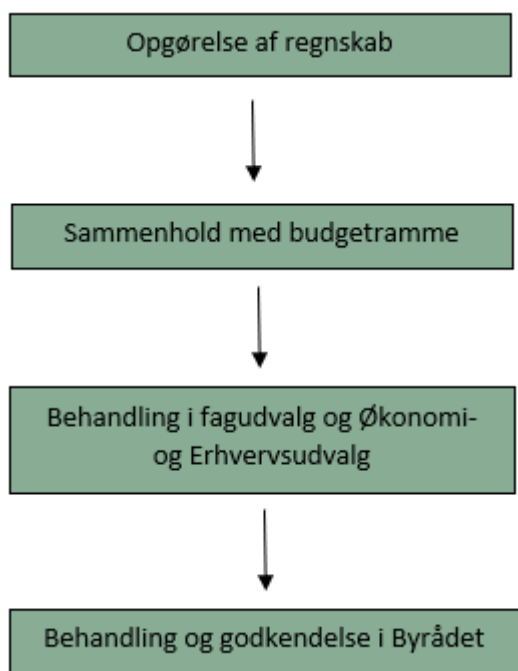 Opgørelse af regnskab
Sammenhold med budgetramme
Behandling i fagudvalg og Økonomi-
og Erhvervsudvalg
Behandling og godkendelse i Byrådet